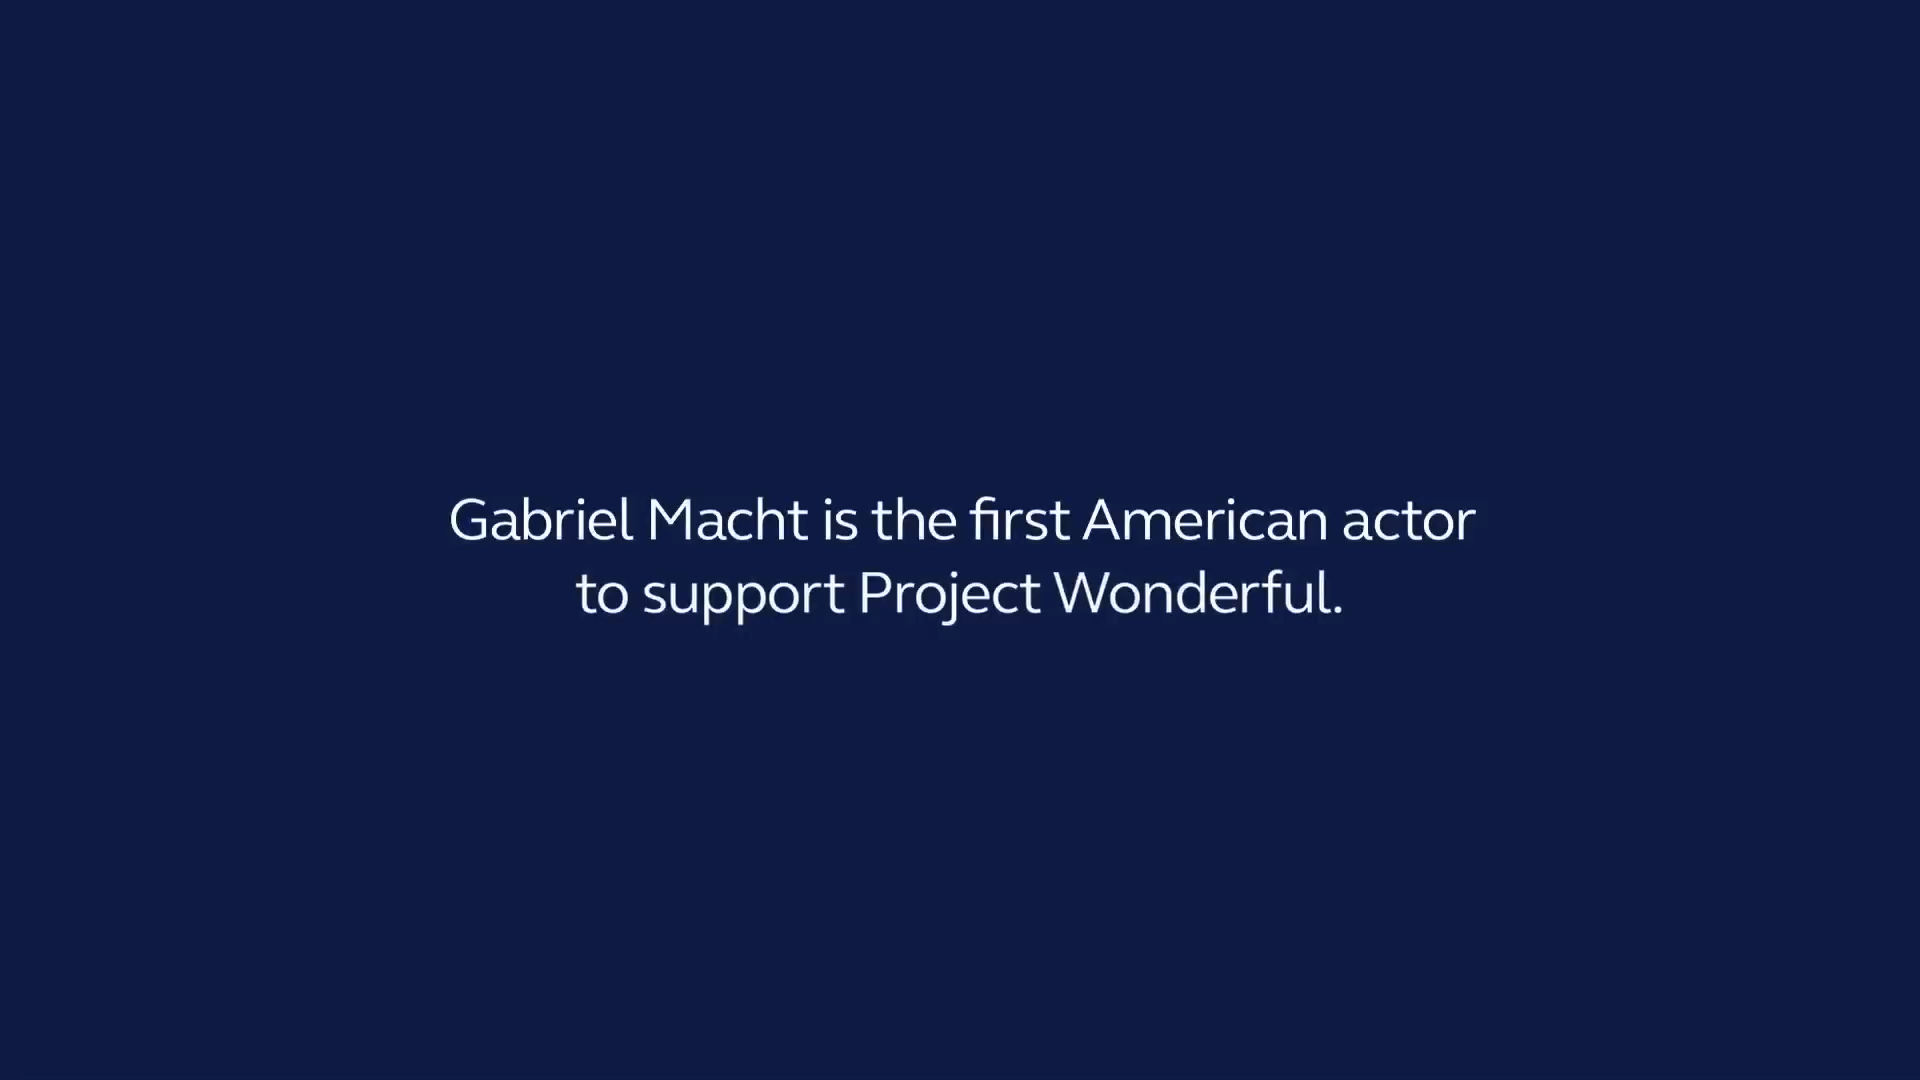 Gabriel Macht is the first American actor
to support Project Wonderful.